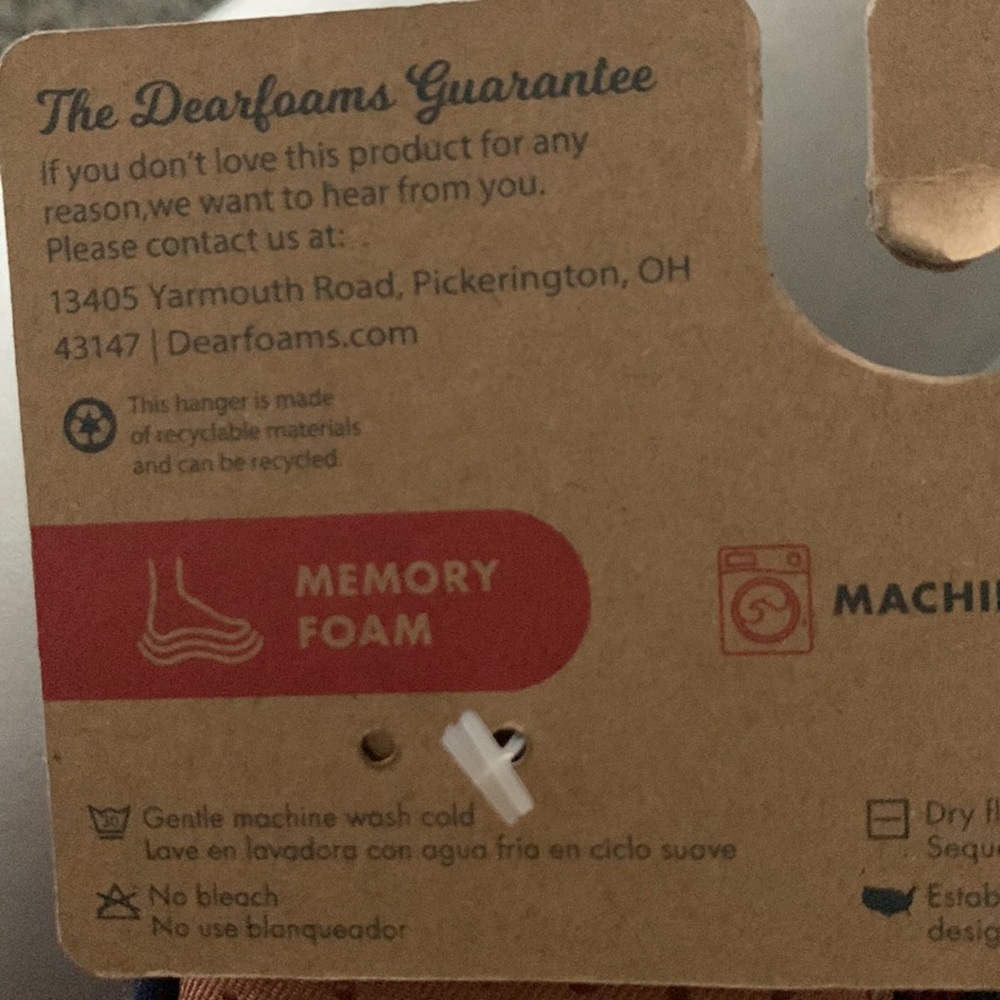 The Dearfoams Guarantee
If you don't love this product for any
reason,we want to hear from you.
Please contact us at:
13405 Yarmouth Road, Pickerington, OH
43147 | Dearfoams.com
This hanger is made
of recyclable materials
and can be recycled.
MEMORY
FOAM
MACHI
30
Gentle machine wash cold
Lave en lavadora con agua fria en ciclo suave
No bleach
No use blanqueador
Dry fl
Sequ
Estab
desig